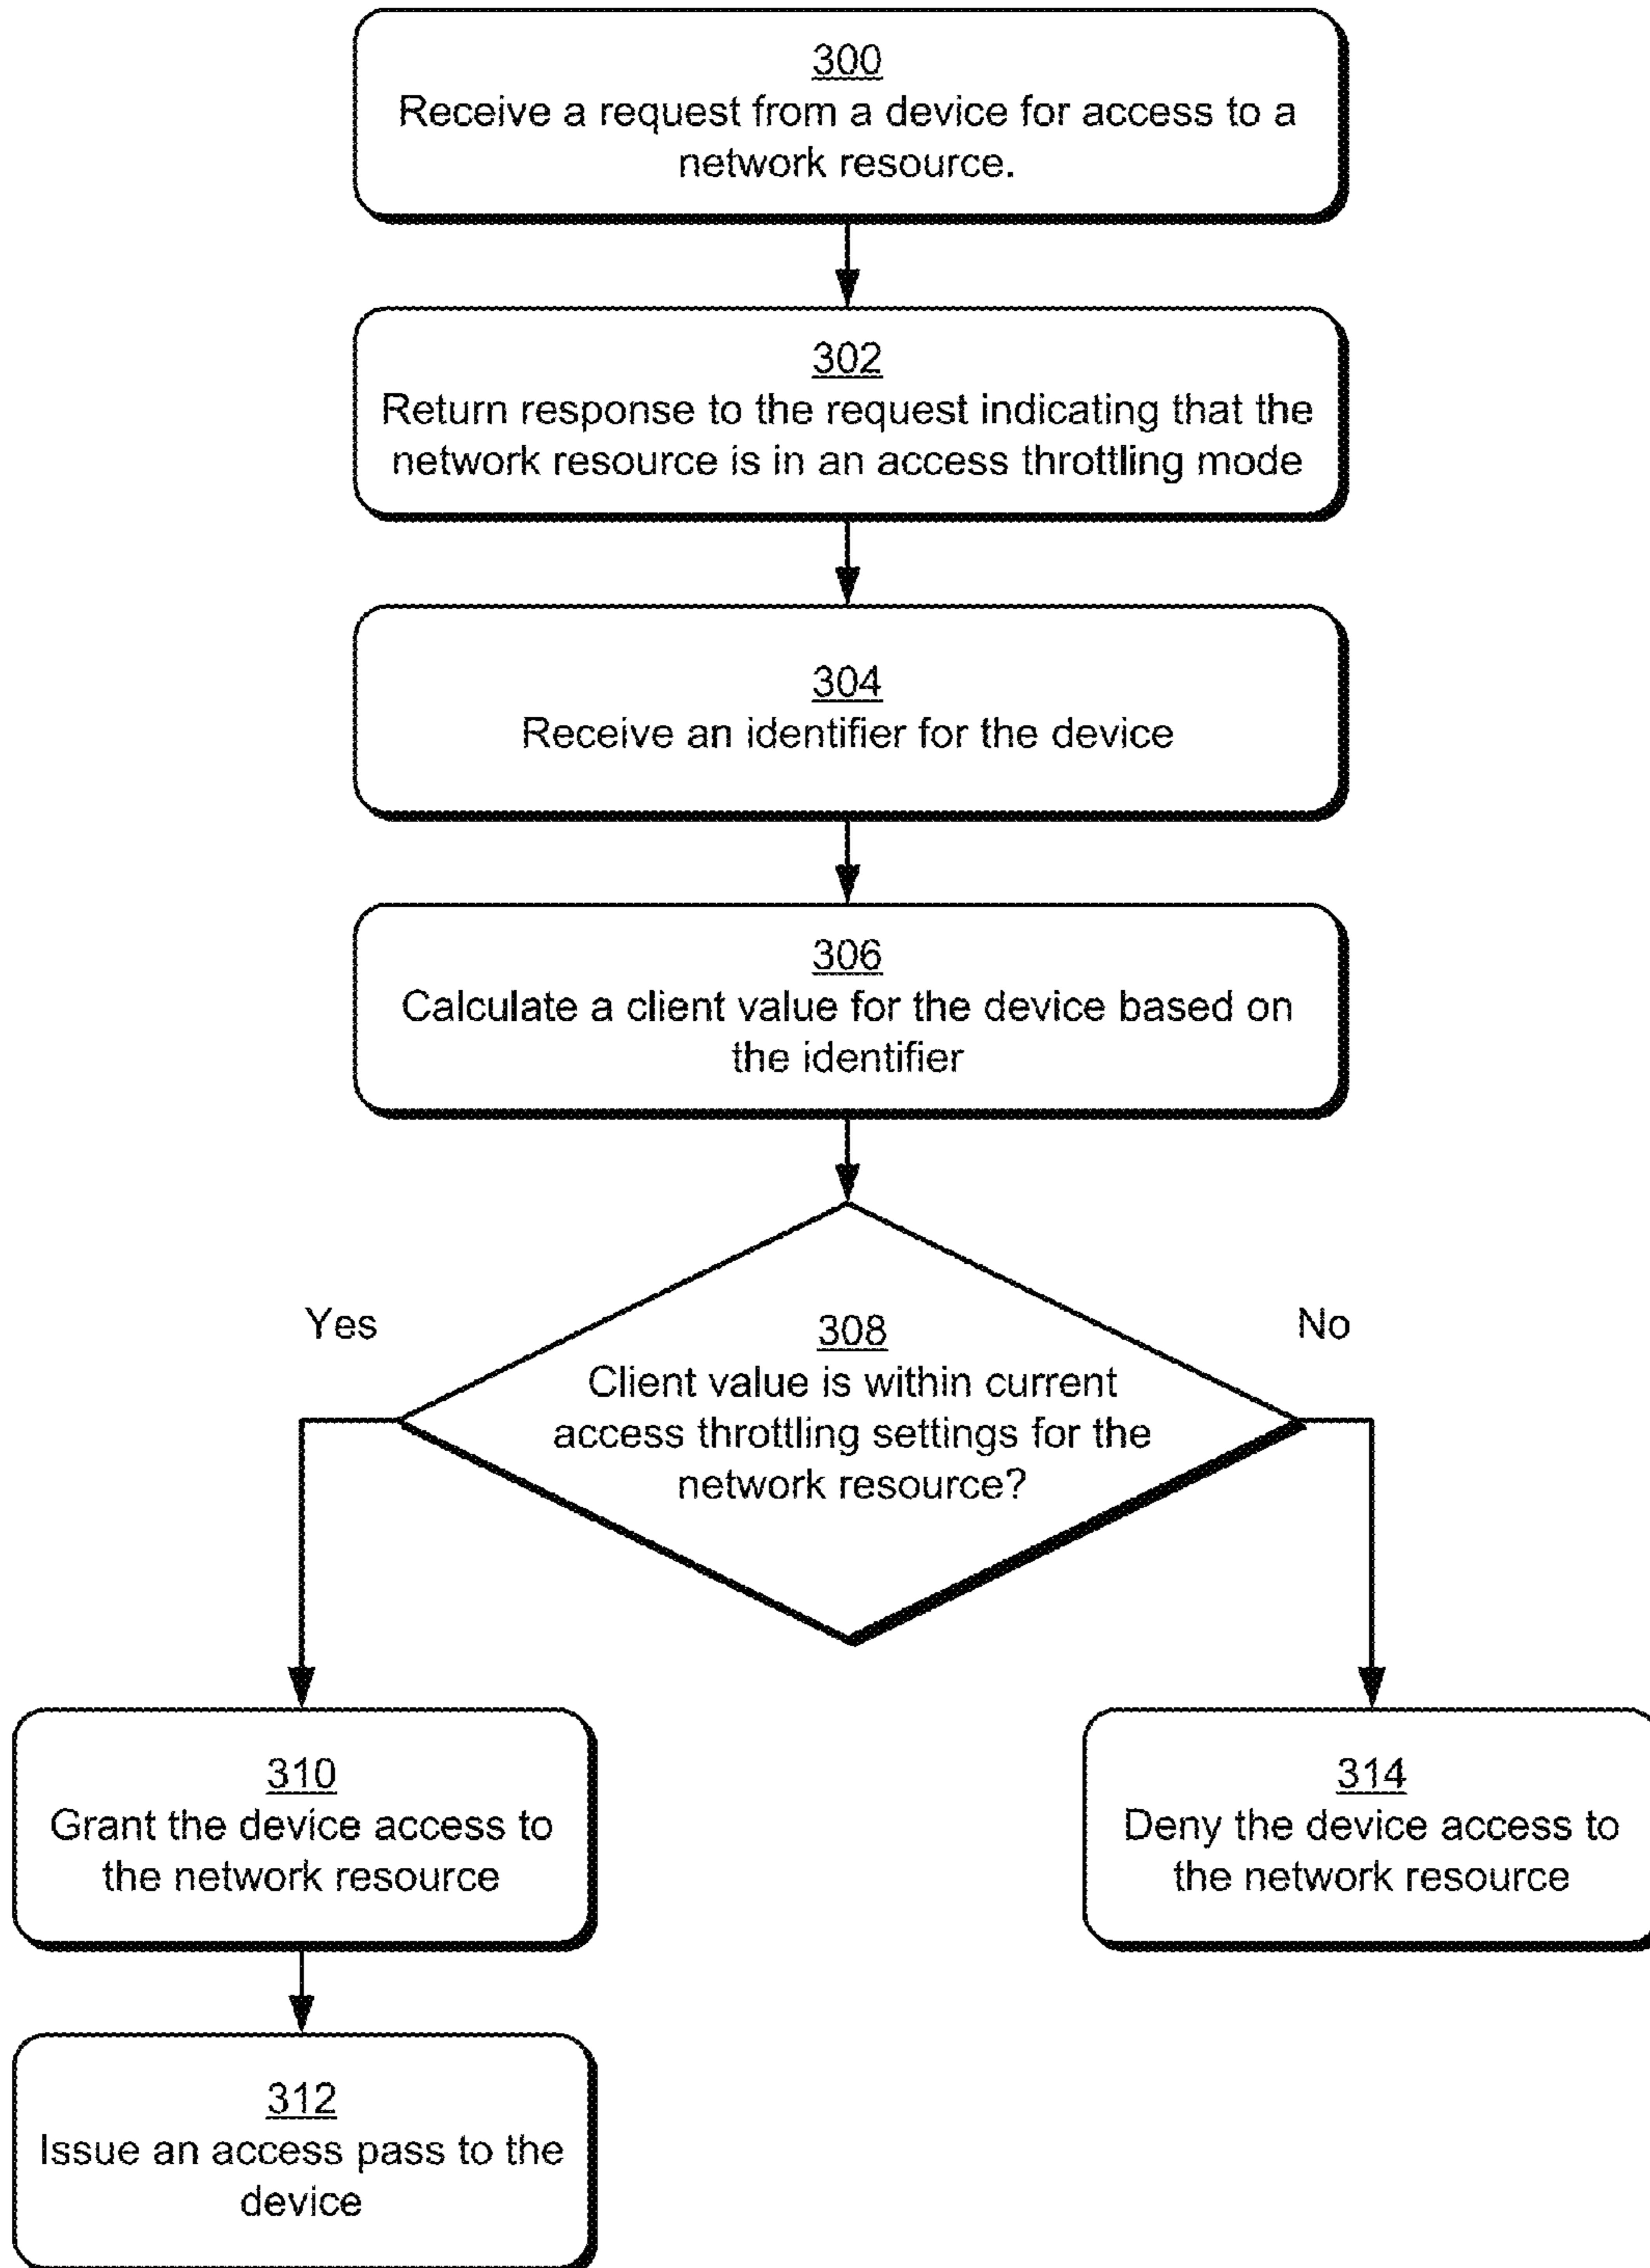 300
Receive a request from a device for access to a
network resource.
302
Return response to the request indicating that the
network resource is in an access throttling mode
304
Receive an identifier for the device
306
Calculate a client value for the device based on
the identifier
Yes
No
308
Client value is within current
access throttling settings for the
network resource?
310
Grant the device access to
the network resource
314
Deny the device access to
the network resource
312
Issue an access pass to the
device